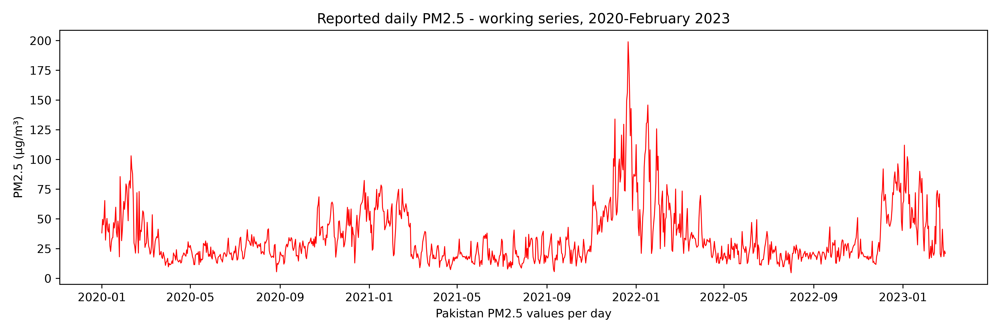 Reported daily PM2.5 - working series, 2020-February 2023
PM2.5 (µg/m³)
200
175
150
125
100
75
50
25
0
2020-01 2020-05 2020-09 2021-01 2021-05 2021-09 2022-01 2022-05 2022-09 2023-01
Pakistan PM2.5 values per day